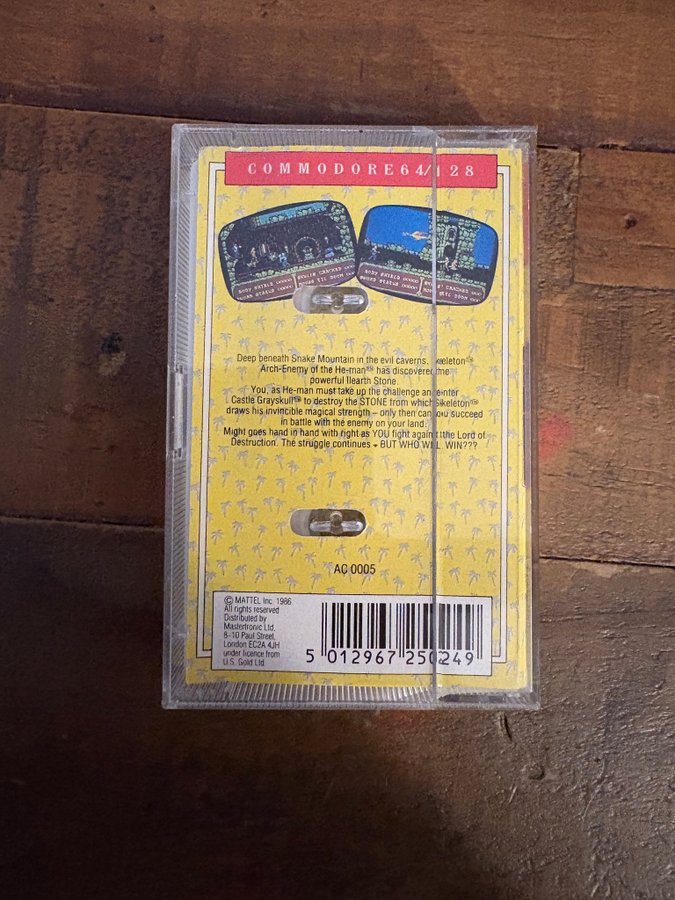 COMMODORE 64/128
Deep beneath Snake Mountain in the evil caverns, Skeleton™
Arch-Enemy of the He-man™ has discovered the
powerful Ilearth Stone.
You, as He-man must take up the challenge and enter
Castle Grayskull™ to destroy the STONE from which Skeleton™
draws his invincible magical strength – only then can you succeed
in battle with the enemy on your land.
Might goes hand in hand with right as YOU fight against the Lord of
Destruction. The struggle continues – BUT WHO WILL WIN???
AC 0005
© MATTEL Inc. 1986
All rights reserved
Distributed by
Mastertronic Ltd.
8-10 Paul Street,
London EC2A 4JH
under licence from
U.S. Gold Ltd.
5 012967 250249